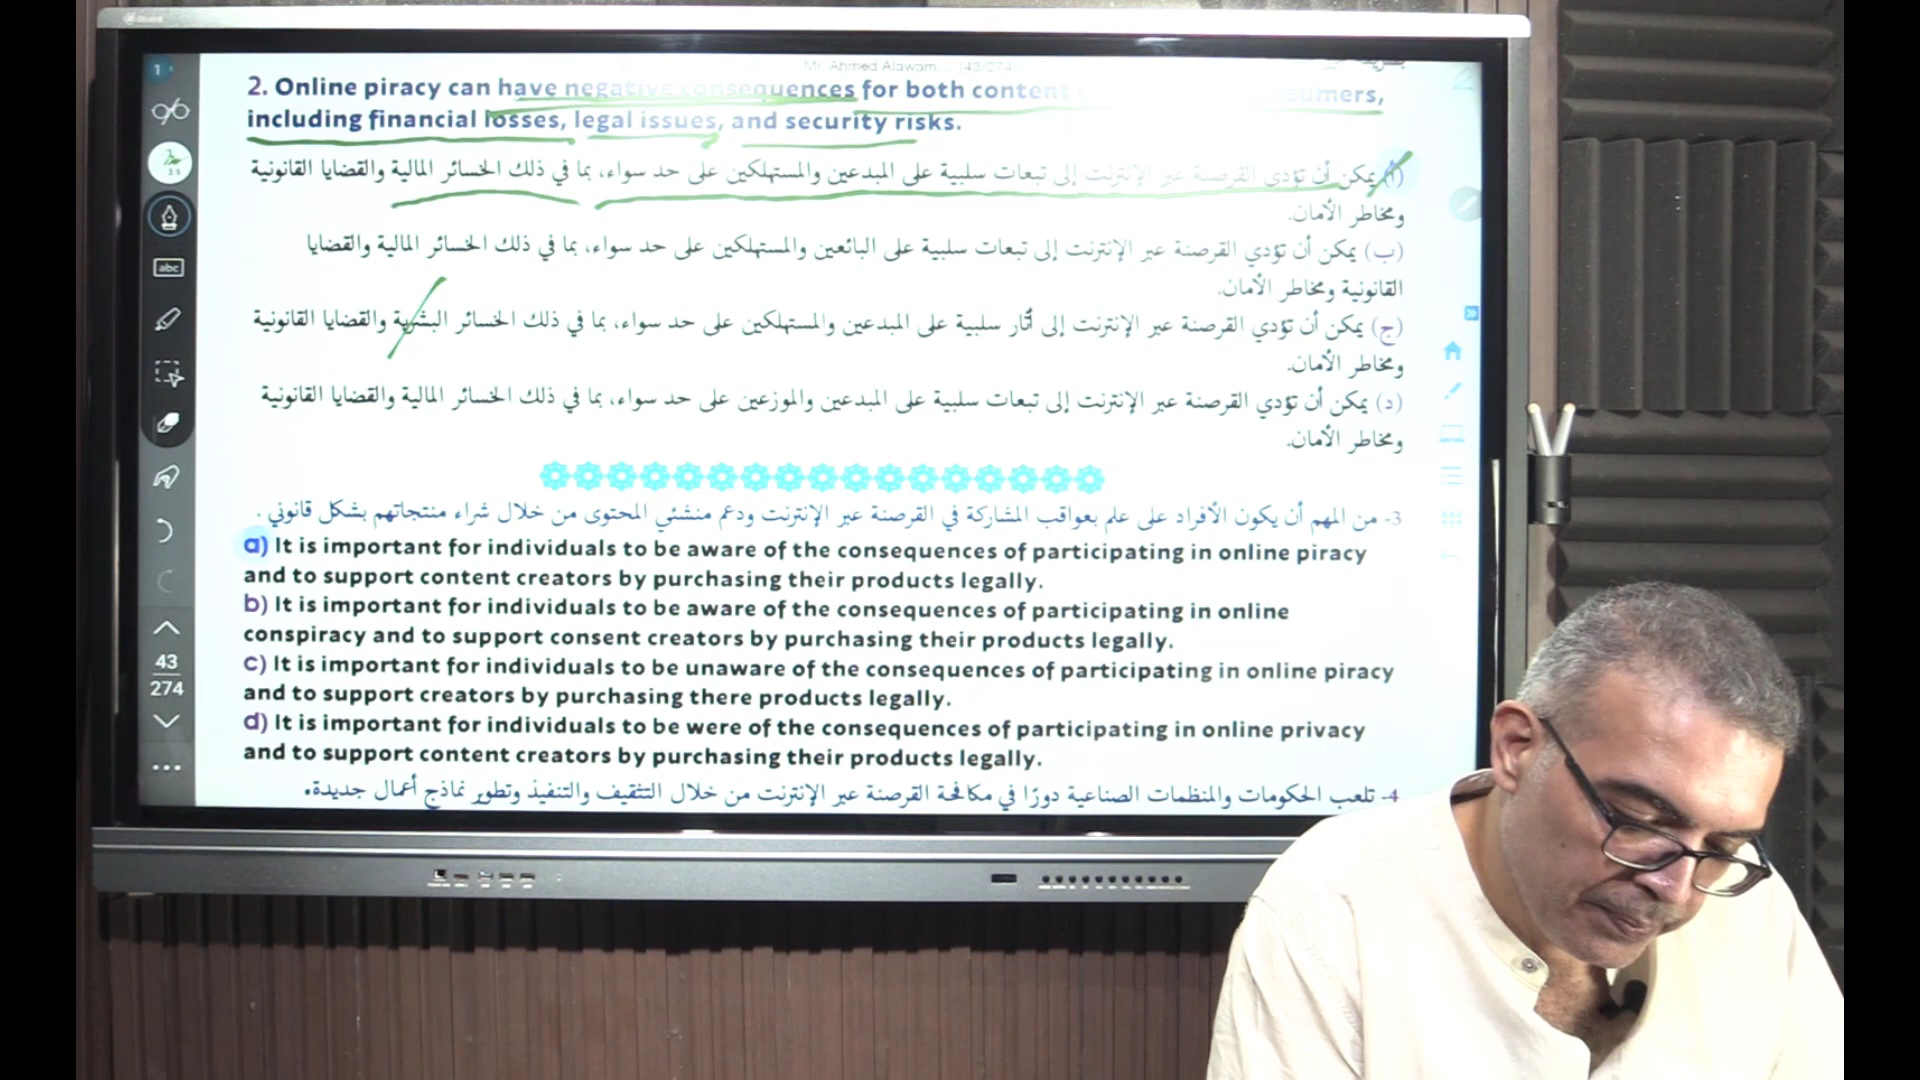 Mr. Ahmed Alawam... (43/274
2. Online piracy can have negative consequences for both content sumers,
including financial losses, legal issues, and security risks.
(أ) يمكن أن تؤدي القرصنة عبر الإنترنت إلى تبعات سلبية على المبدعين والمستهلكين على حد سواء، بما في ذلك الخسائر المالية والقضايا القانونية
ومخاطر الأمان.
(ب) يمكن أن تؤدي القرصنة عبر الإنترنت إلى تبعات سلبية على البائعين والمستهلكين على حد سواء، بما في ذلك الخسائر المالية والقضايا
القانونية ومخاطر الأمان.
(ج) يمكن أن تؤدي القرصنة عبر الإنترنت إلى آثار سلبية على المبدعين والمستهلكين على حد سواء، بما في ذلك الخسائر البشرية والقضايا القانونية
ومخاطر الأمان.
(د) يمكن أن تؤدي القرصنة عبر الإنترنت إلى تبعات سلبية على المبدعين والموزعين على حد سواء، بما في ذلك الخسائر المالية والقضايا القانونية
ومخاطر الأمان.
3- من المهم أن يكون الأفراد على علم بعواقب المشاركة في القرصنة عبر الإنترنت ودعم منشئي المحتوى من خلال شراء منتجاتهم بشكل قانوني .
a) It is important for individuals to be aware of the consequences of participating in online piracy
and to support content creators by purchasing their products legally.
b) It is important for individuals to be aware of the consequences of participating in online
conspiracy and to support consent creators by purchasing their products legally.
c) It is important for individuals to be unaware of the consequences of participating in online piracy
and to support creators by purchasing there products legally.
d) It is important for individuals to be were of the consequences of participating in online privacy
and to support content creators by purchasing their products legally.
4- تلعب الحكومات والمنظمات الصناعية دورًا في مكافحة القرصنة عبر الإنترنت من خلال التثقيف والتنفيذ وتطوير نماذج أعمال جديدة.
1
abc
43
274